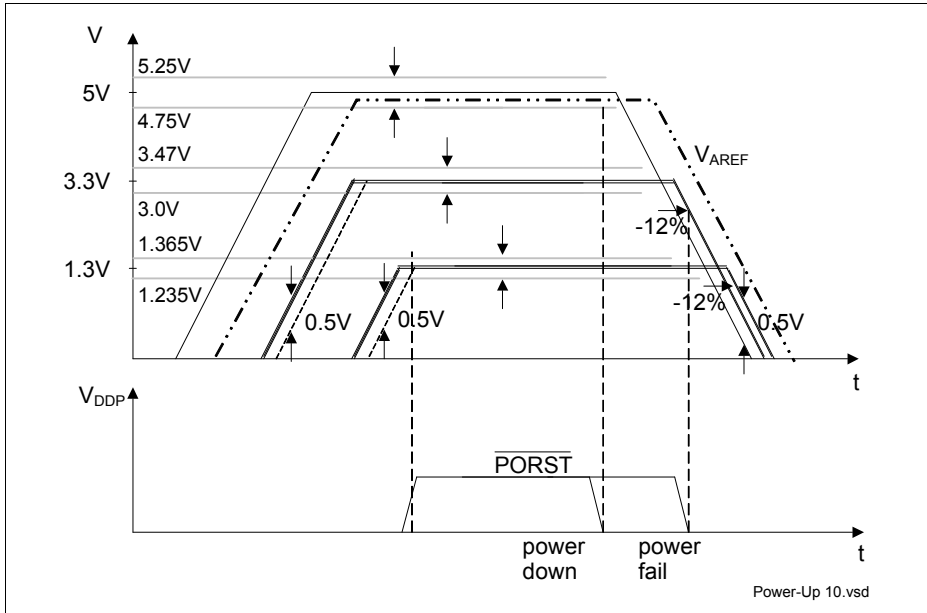 V
5.25V
5V
4.75V
V_AREF
3.47V
3.3V
3.0V
-12%
1.365V
1.3V
-12%
1.235V
0.5V
0.5V
0.5V
t
V_DDP
PORST
t
power down
power fail
Power-Up 10.vsd